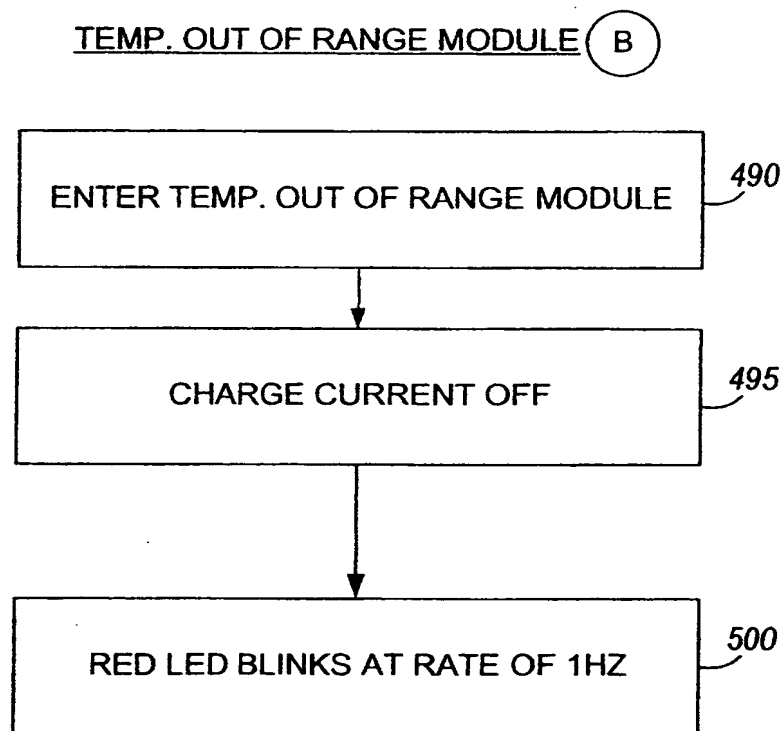 TEMP. OUT OF RANGE MODULE B
ENTER TEMP. OUT OF RANGE MODULE 490
CHARGE CURRENT OFF 495
RED LED BLINKS AT RATE OF 1HZ 500